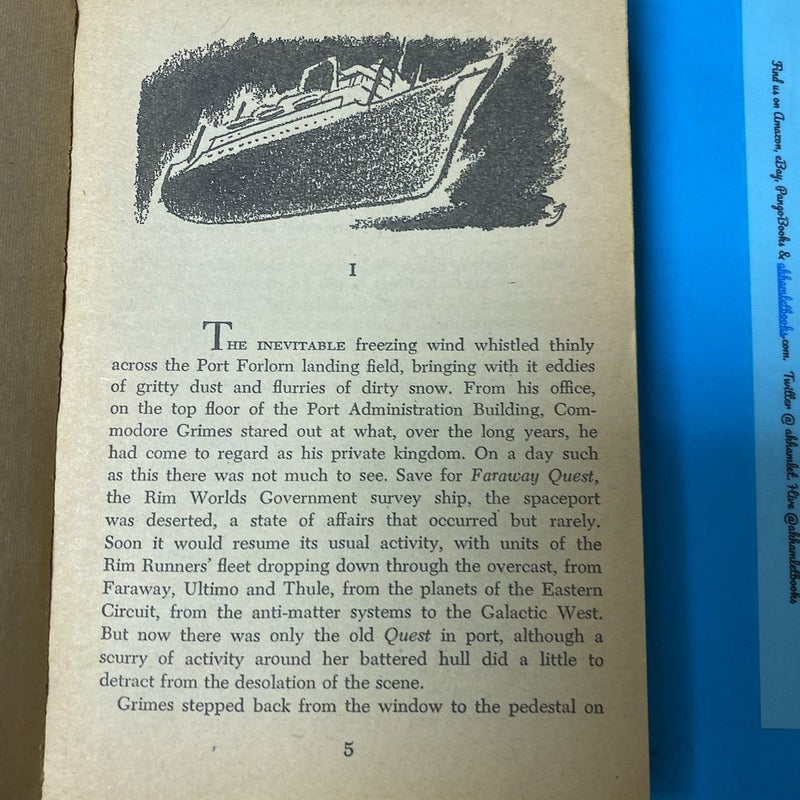 I
THE INEVITABLE freezing wind whistled thinly
across the Port Forlorn landing field, bringing with it eddies
of gritty dust and flurries of dirty snow. From his office,
on the top floor of the Port Administration Building, Com-
modore Grimes stared out at what, over the long years, he
had come to regard as his private kingdom. On a day such
as this there was not much to see. Save for Faraway Quest,
the Rim Worlds Government survey ship, the spaceport
was deserted, a state of affairs that occurred but rarely.
Soon it would resume its usual activity, with units of the
Rim Runners' fleet dropping down through the overcast, from
Faraway, Ultimo and Thule, from the planets of the Eastern
Circuit, from the anti-matter systems to the Galactic West.
But now there was only the old Quest in port, although a
scurry of activity around her battered hull did a little to
detract from the desolation of the scene.
Grimes stepped back from the window to the pedestal on
5
Find us on Amazon, eBay, PangoBooks & akhamletbooks.com. Twitter @ akhamlet. Hive @akhamletbooks